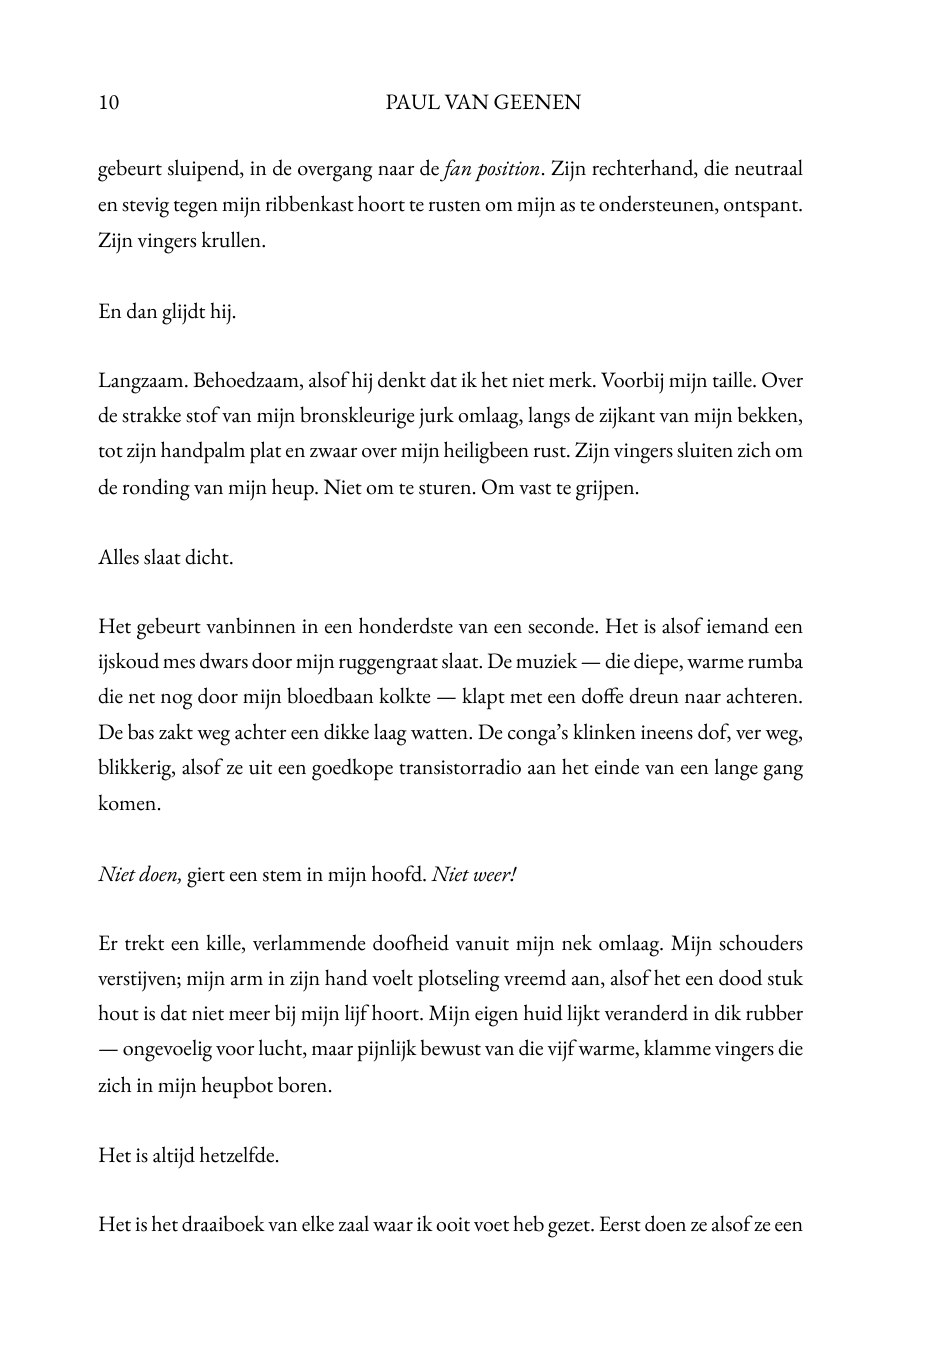 10 PAUL VAN GEENEN
gebeurt sluipend, in de overgang naar de fan position. Zijn rechterhand, die neutraal
en stevig tegen mijn ribbenkast hoort te rusten om mijn as te ondersteunen, ontspant.
Zijn vingers krullen.
En dan glijdt hij.
Langzaam. Behoedzaam, alsof hij denkt dat ik het niet merk. Voorbij mijn taille. Over
de strakke stof van mijn bronskleurige jurk omlaag, langs de zijkant van mijn bekken,
tot zijn handpalm plat en zwaar over mijn heiligbeen rust. Zijn vingers sluiten zich om
de ronding van mijn heup. Niet om te sturen. Om vast te grijpen.
Alles slaat dicht.
Het gebeurt vanbinnen in een honderdste van een seconde. Het is alsof iemand een
ijskoud mes dwars door mijn ruggengraat slaat. De muziek — die diepe, warme rumba
die net nog door mijn bloedbaan kolkte — klapt met een doffe dreun naar achteren.
De bas zakt weg achter een dikke laag watten. De conga’s klinken ineens dof, ver weg,
blikkerig, alsof ze uit een goedkope transistorradio aan het einde van een lange gang
komen.
Niet doen, giert een stem in mijn hoofd. Niet weer!
Er trekt een kille, verlammende doofheid vanuit mijn nek omlaag. Mijn schouders
verstijven; mijn arm in zijn hand voelt plotseling vreemd aan, alsof het een dood stuk
hout is dat niet meer bij mijn lijf hoort. Mijn eigen huid lijkt veranderd in dik rubber
— ongevoelig voor lucht, maar pijnlijk bewust van die vijf warme, klamme vingers die
zich in mijn heupbot boren.
Het is altijd hetzelfde.
Het is het draaiboek van elke zaal waar ik ooit voet heb gezet. Eerst doen ze alsof ze een